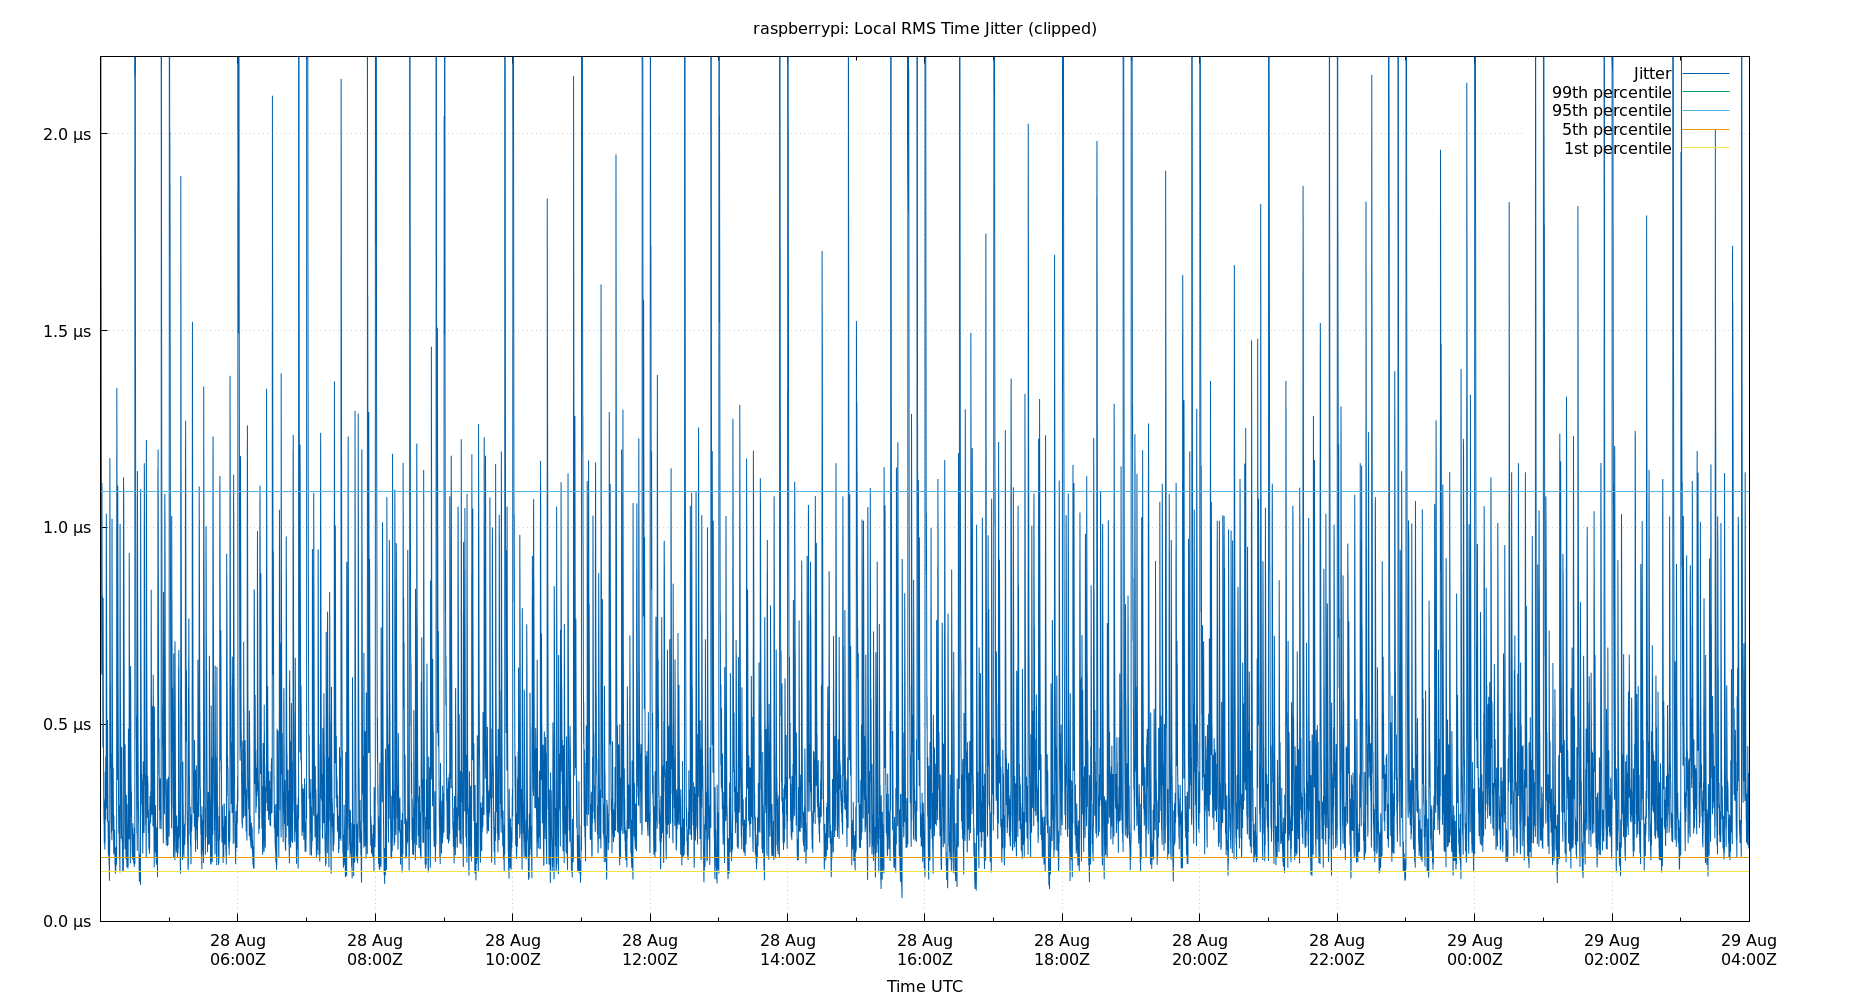 raspberrypi: Local RMS Time Jitter (clipped)
Jitter
99th percentile
95th percentile
5th percentile
1st percentile
2.0 µs
1.5 µs
1.0 µs
0.5 µs
0.0 µs
28 Aug 28 Aug 28 Aug 28 Aug 28 Aug 28 Aug 28 Aug 28 Aug 28 Aug 29 Aug 29 Aug 29 Aug
06:00Z 08:00Z 10:00Z 12:00Z 14:00Z 16:00Z 18:00Z 20:00Z 22:00Z 00:00Z 02:00Z 04:00Z
Time UTC